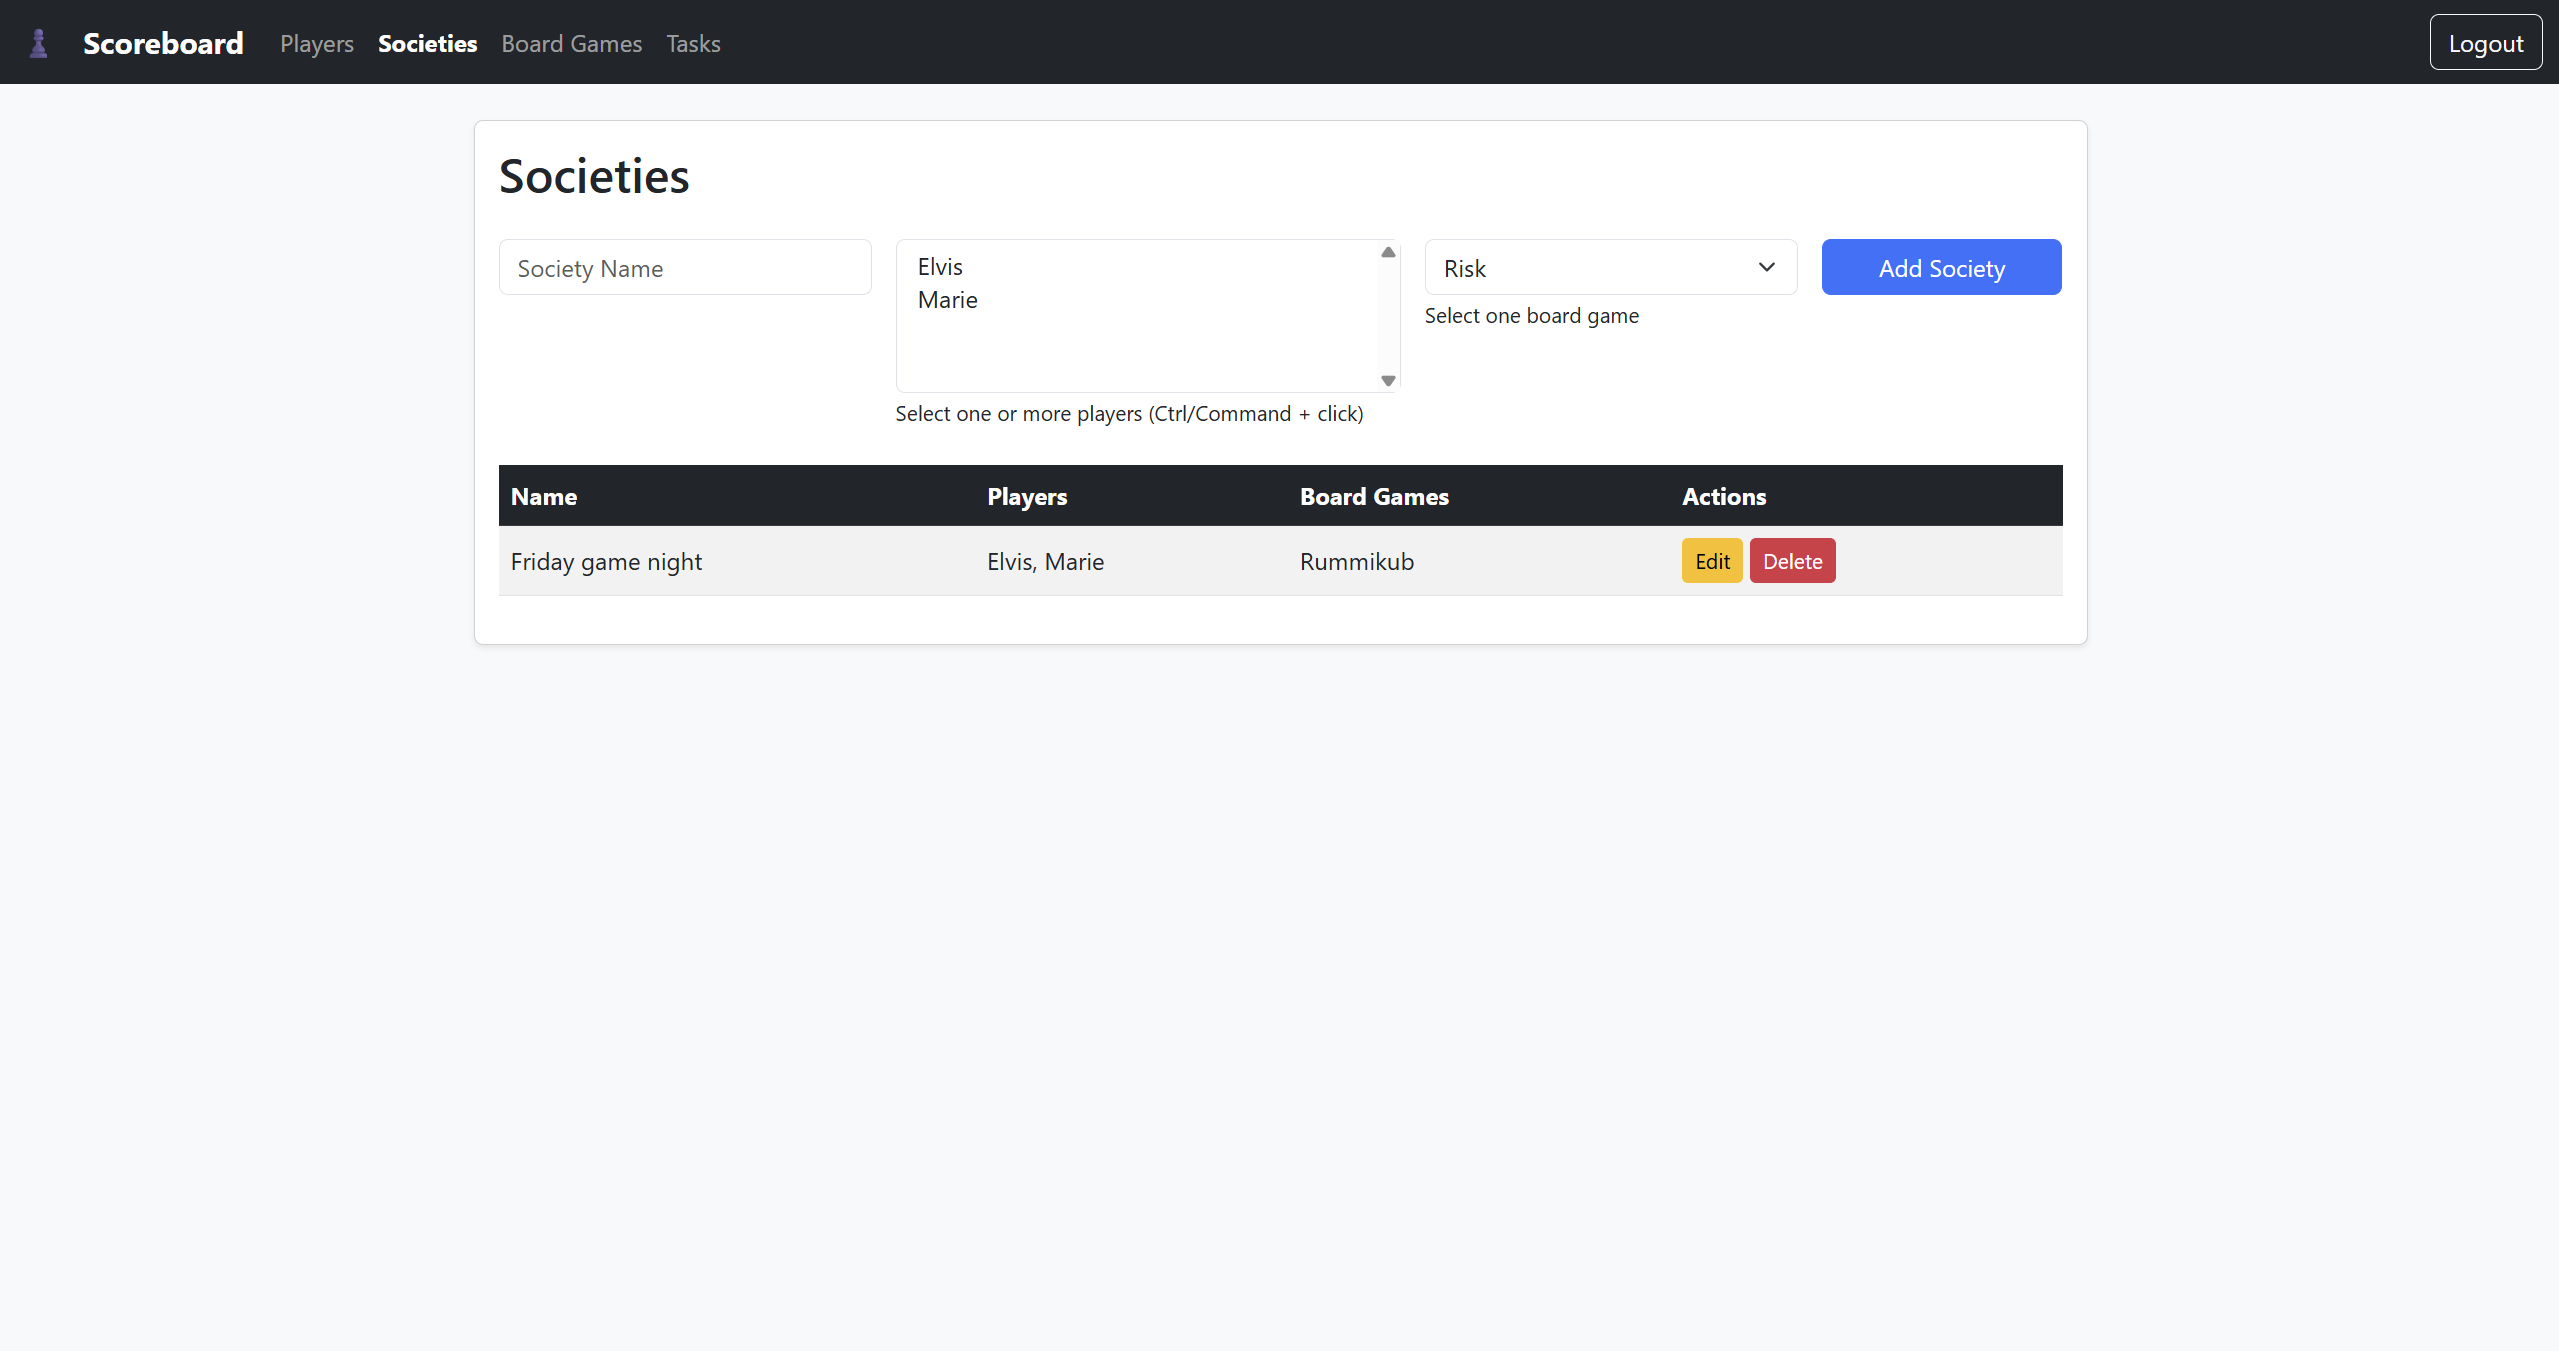 Scoreboard Players Societies Board Games Tasks Logout
Societies
Society Name
Elvis
Marie
Select one or more players (Ctrl/Command + click)
Risk
Select one board game
Add Society
Name Players Board Games Actions
Friday game night Elvis, Marie Rummikub Edit Delete